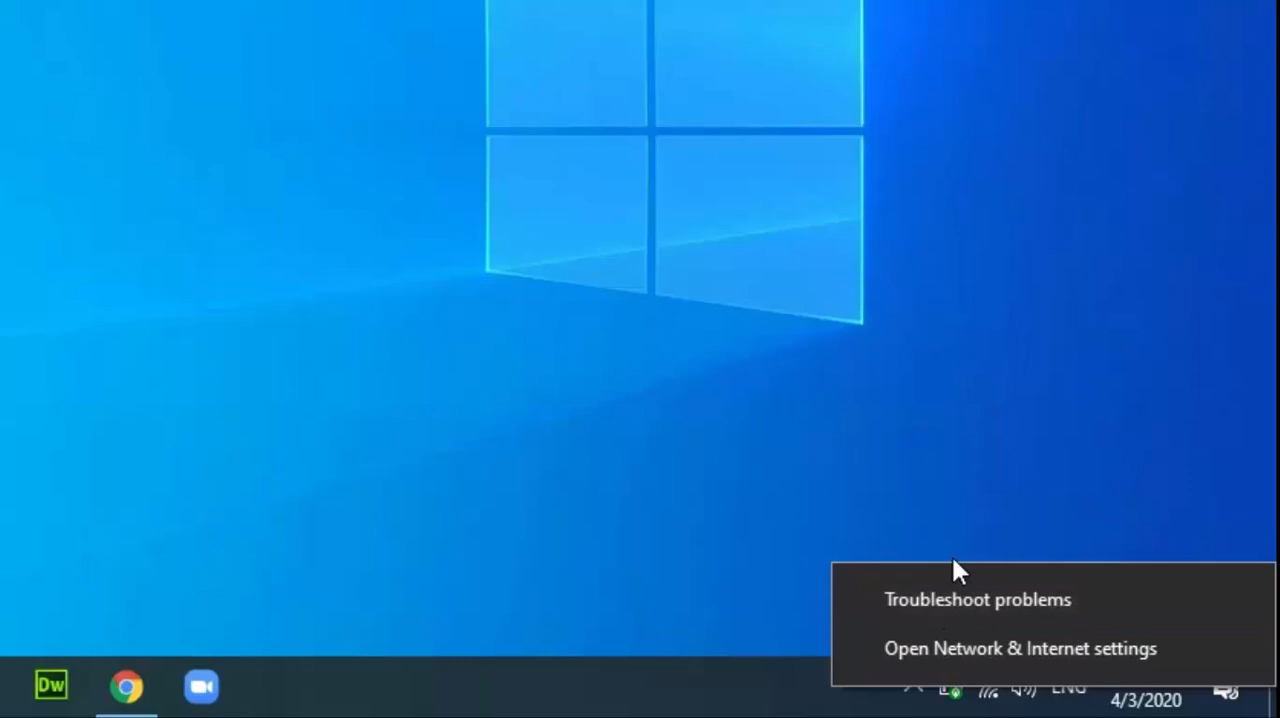 Troubleshoot problems
Open Network & Internet settings
Dw
ENG
4/3/2020